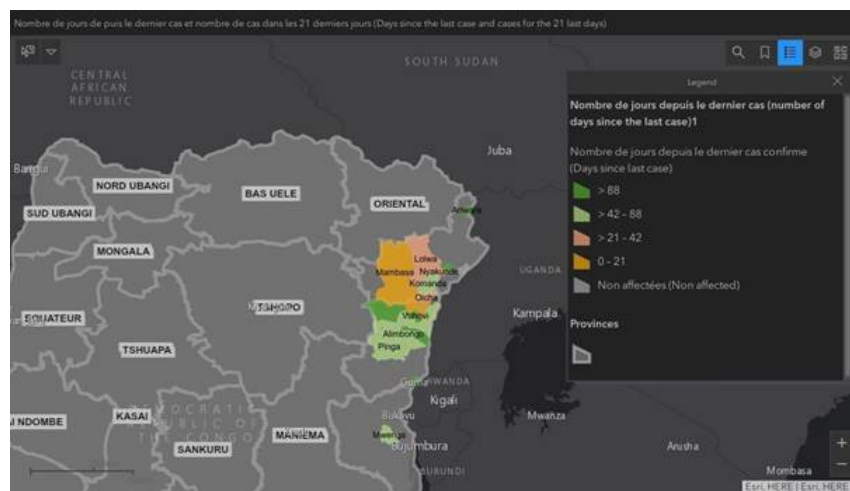 Nombre de jours de puis le dernier cas et nombre de cas dans les 21 derniers jours (Days since the last case and cases for the 21 last days)
SOUTH SUDAN
CENTRAL
AFRICAN
REPUBLIC
Legend
Nombre de jours depuis le dernier cas (number of
days since the last case)1
Nombre de jours depuis le dernier cas confirme
(Days since last case)
> 88
> 42 - 88
> 21 - 42
0 - 21
Non affectées (Non affected)
Provinces
Juba
Bangui
NORD UBANGI
BAS UELE
ORIENTAL
SUD UBANGI
MONGALA
Lolwa
Mambasa
Nyakunde
Komanda
UGANDA
Oicha
EQUATEUR
TSHOPO
Kampala
Alimbongo
Pinga
TSHUAPA
Goma
RWANDA
Kigali
KASAI
Bukavu
Mwanza
I NDOMBE
MANIEMA
Mwenga
Bujumbura
SANKURU
Arusha
BURUNDI
Mombasa
Esri, HERE | Esri, HERE